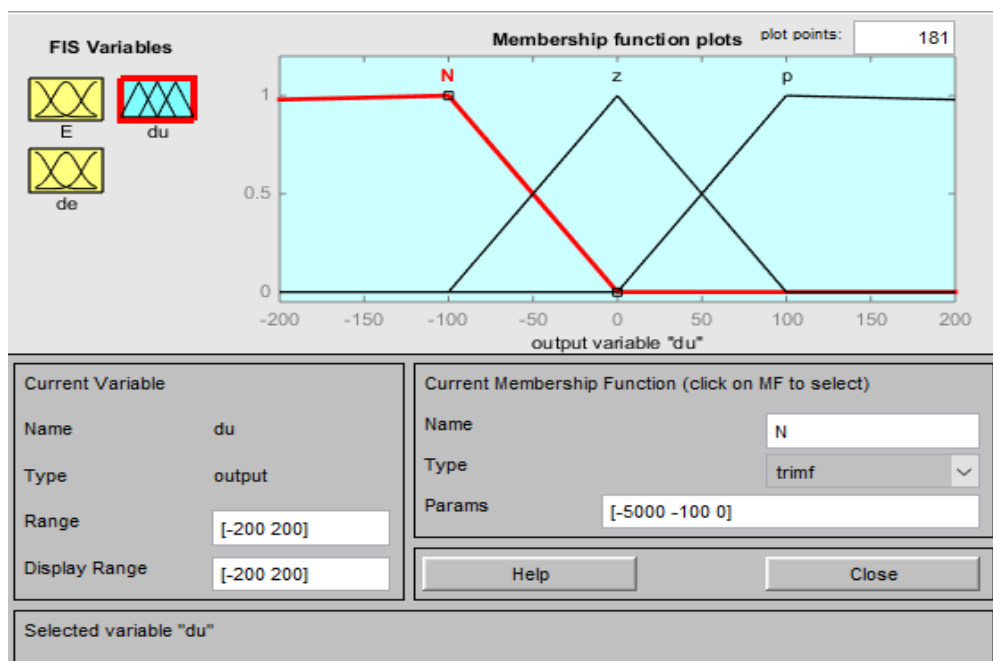 FIS Variables
E
du
de
Membership function plots
plot points:
181
N
z
p
1
0.5
0
-200 -150 -100 -50 0 50 100 150 200
output variable "du"
Current Variable
Name du
Type output
Range [-200 200]
Display Range [-200 200]
Current Membership Function (click on MF to select)
Name N
Type trimf
Params [-5000 -100 0]
Help
Close
Selected variable "du"